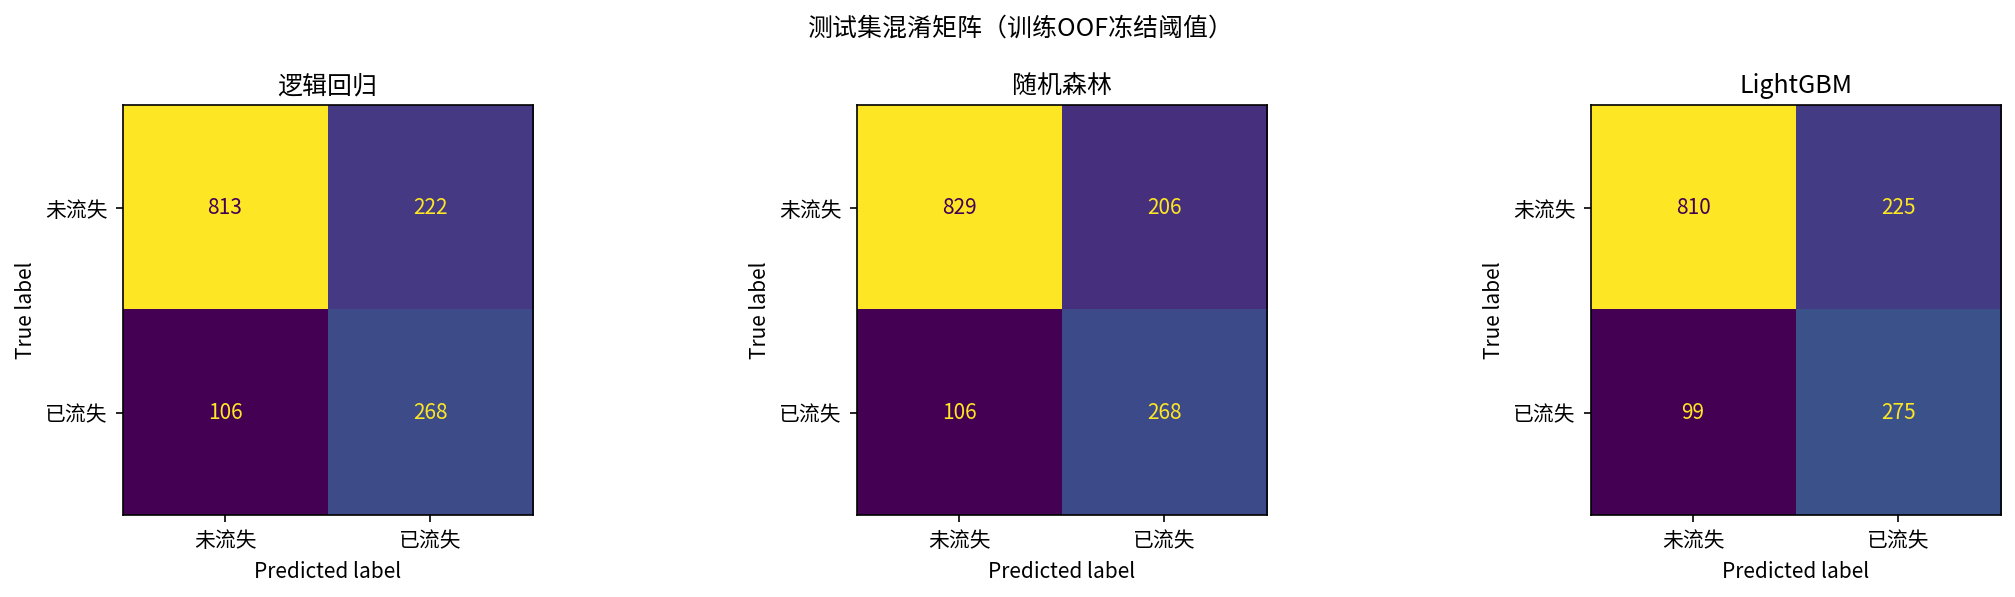 测试集混淆矩阵（训练OOF冻结阈值）
逻辑回归
True label
未流失
813
222
已流失
106
268
未流失
已流失
Predicted label
随机森林
True label
未流失
829
206
已流失
106
268
未流失
已流失
Predicted label
LightGBM
True label
未流失
810
225
已流失
99
275
未流失
已流失
Predicted label